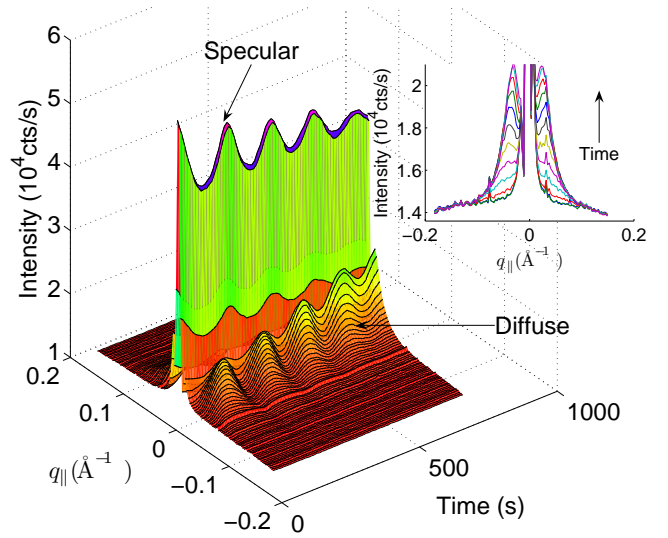 6
5
4
3
2
1
Intensity (10⁴cts/s)
Specular
Diffuse
0.2
0.1
0
−0.1
−0.2
q||(Å⁻¹ )
0
500
1000
Time (s)
2
1.8
1.6
1.4
Intensity (10⁴cts/s)
Time
−0.2
0
0.2
q||(Å⁻¹)